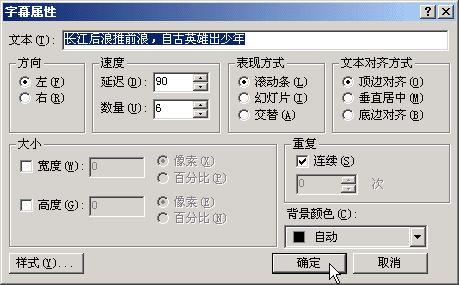 字幕属性
文本(T): 长江后浪推前浪，自古英雄出少年
方向 速度 表现方式 文本对齐方式
左(F) 延迟(D): 90 滚动条(L) 顶边对齐(O)
右(R) 数量(U): 6 幻灯片(I) 垂直居中(M)
交替(A) 底边对齐(B)
大小 重复
宽度(W): 0 像素(X) 连续(S)
百分比(P) 0 次
高度(G): 0 像素(E)
百分比(N) 背景颜色(C):
自动
样式(Y)... 确定 取消